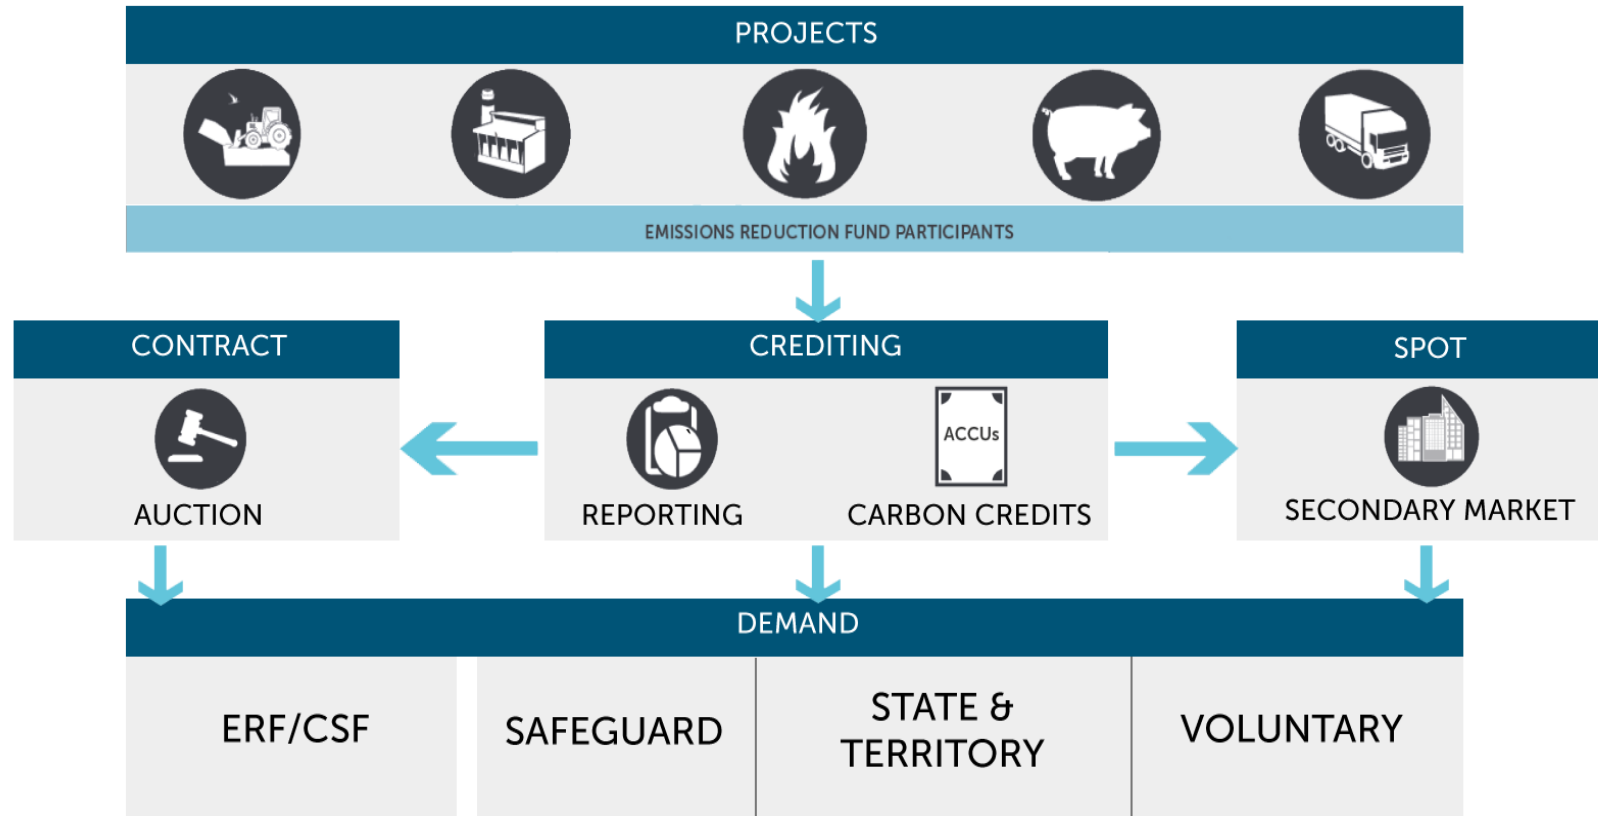 PROJECTS
EMISSIONS REDUCTION FUND PARTICIPANTS
CONTRACT
AUCTION
CREDITING
REPORTING
ACCUs
CARBON CREDITS
SPOT
SECONDARY MARKET
DEMAND
ERF/CSF
SAFEGUARD
STATE &
TERRITORY
VOLUNTARY